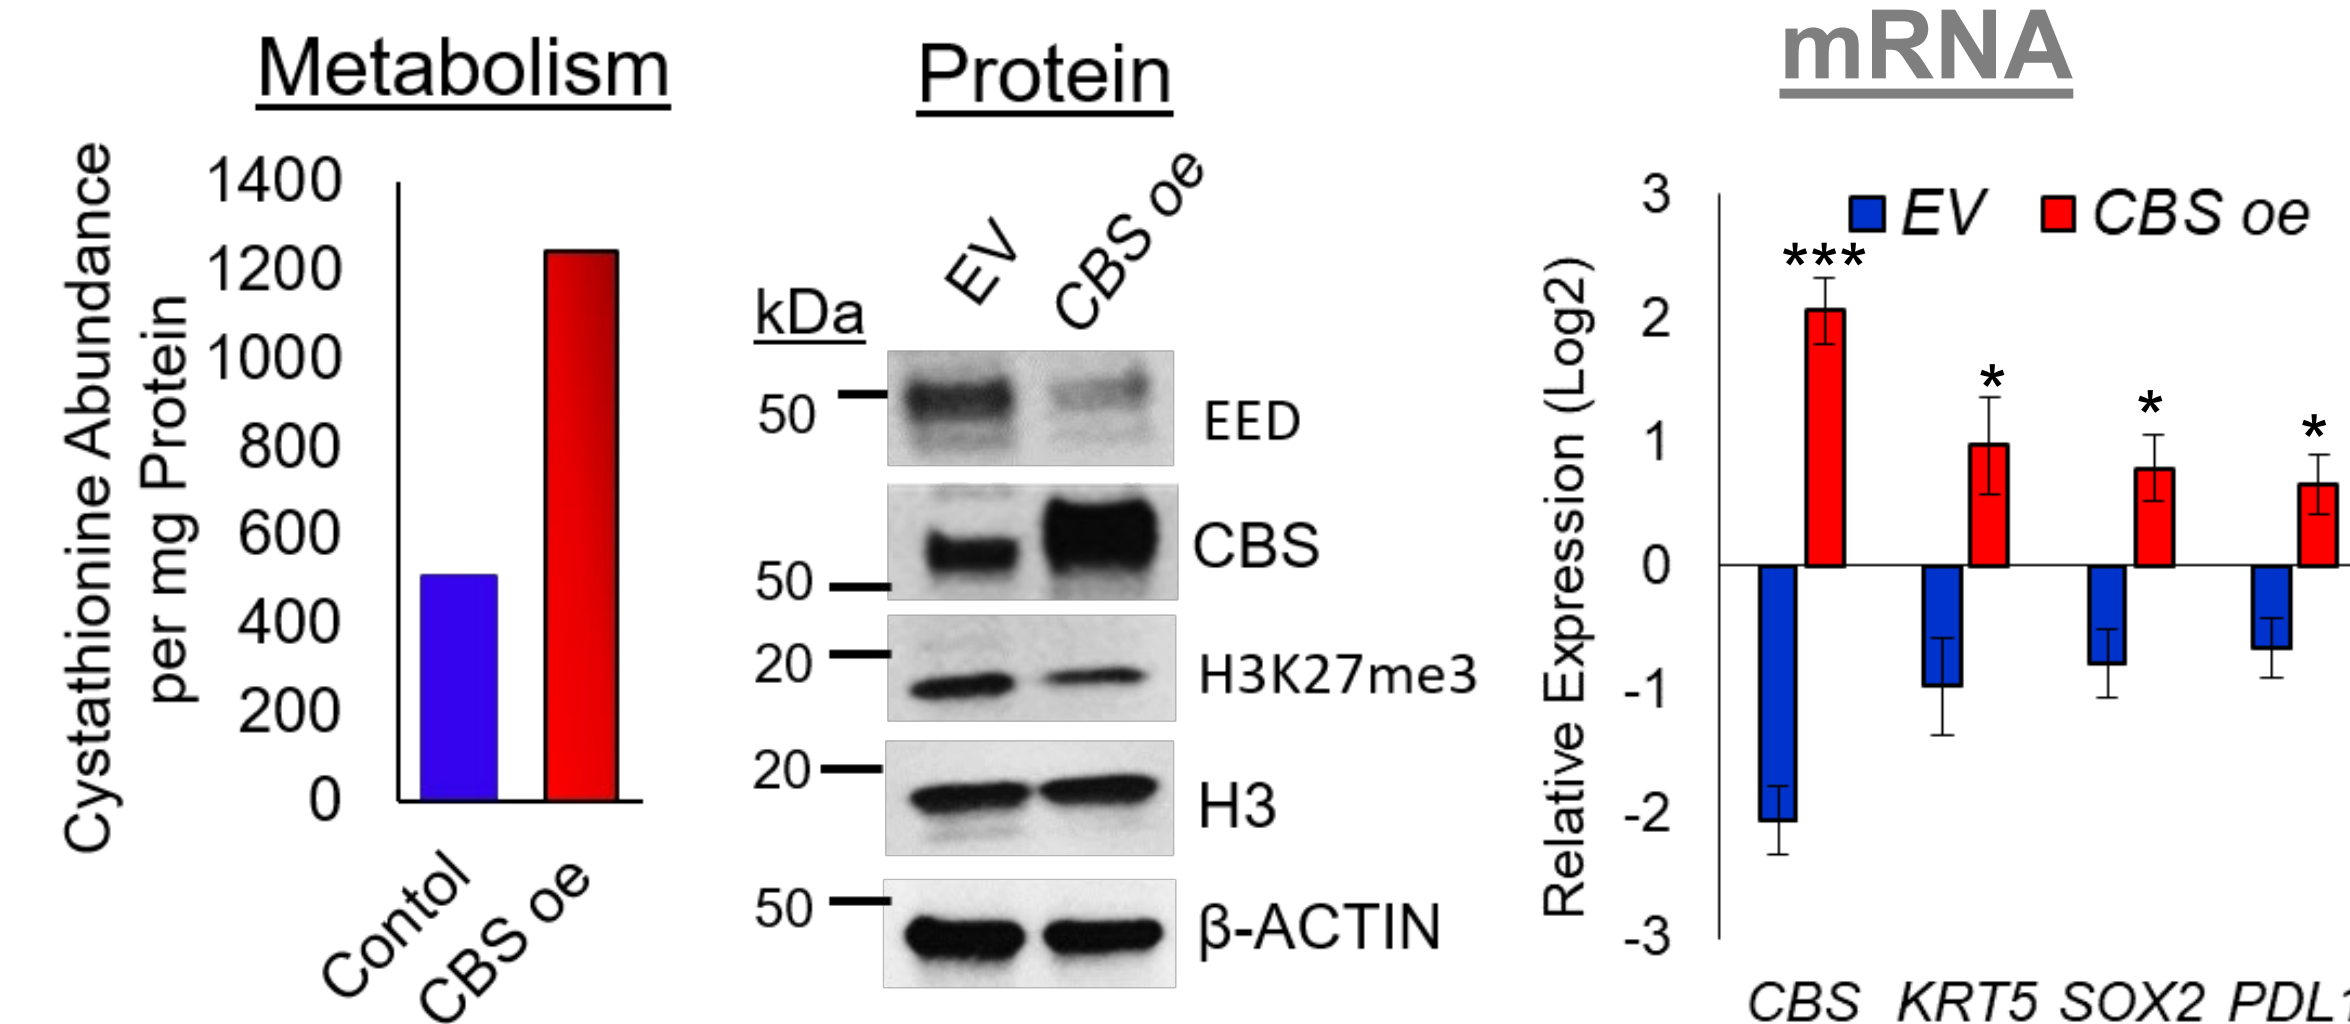 Metabolism
Cystathionine Abundance
per mg Protein
1400
1200
1000
800
600
400
200
0
Contol
CBS oe
Protein
EV
CBS oe
kDa
50
EED
CBS
50
20
H3K27me3
20
H3
50
β-ACTIN
mRNA
Relative Expression (Log2)
3
2
1
0
-1
-2
-3
EV
CBS oe
***
*
*
*
CBS
KRT5
SOX2
PDL1